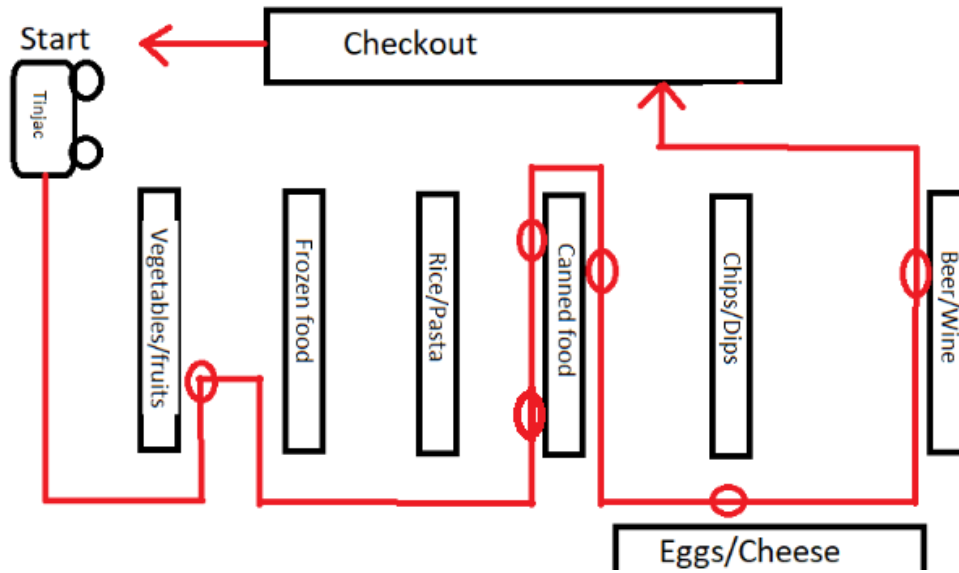 Start
Checkout
Tinjac
Vegetables/fruits
Frozen food
Rice/Pasta
Canned food
Chips/Dips
Beer/Wine
Eggs/Cheese